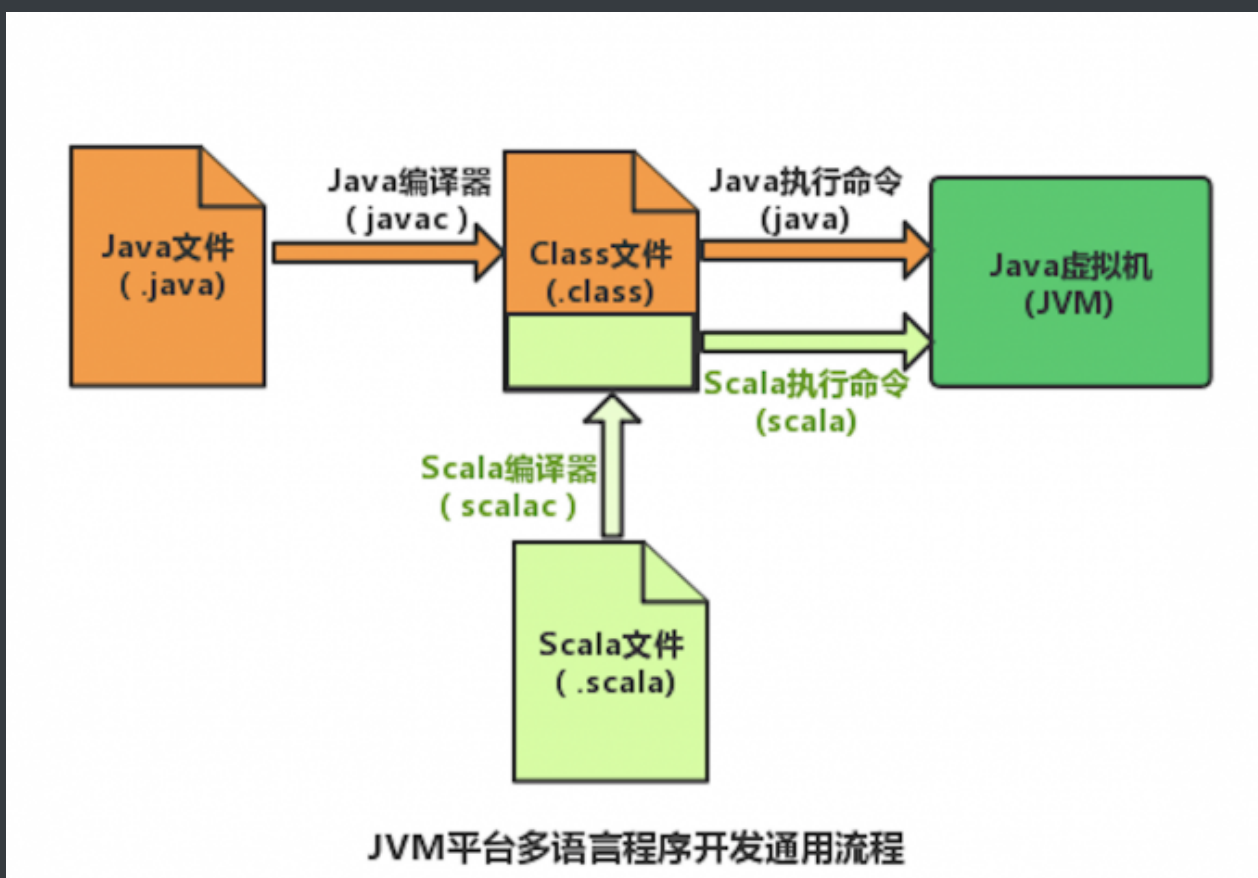 Java文件
( .java)
Java编译器
( javac )
Class文件
(.class)
Java执行命令
(java)
Java虚拟机
(JVM)
Scala执行命令
(scala)
Scala编译器
( scalac )
Scala文件
( .scala)
JVM平台多语言程序开发通用流程